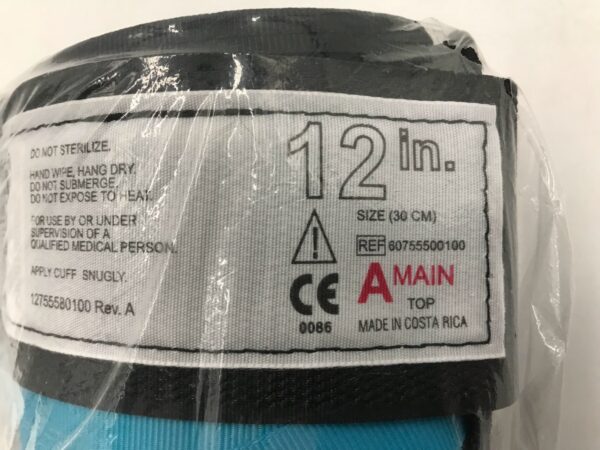 DO NOT STERILIZE.
HAND WIPE, HANG DRY.
DO NOT SUBMERGE.
DO NOT EXPOSE TO HEAT.
FOR USE BY OR UNDER
SUPERVISION OF A
QUALIFIED MEDICAL PERSON.
APPLY CUFF SNUGLY.
12755580100 Rev. A
12 in.
SIZE (30 CM)
REF 60755500100
CE
0086
A MAIN
TOP
MADE IN COSTA RICA